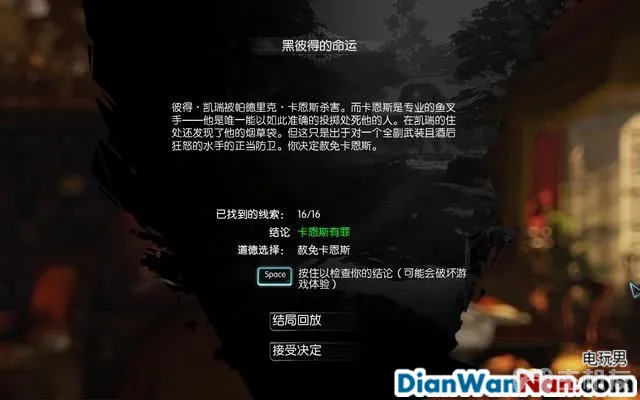 黑彼得的命运
彼得·凯瑞被帕德里克·卡恩斯杀害。而卡恩斯是专业的鱼叉
手——他是唯一能以如此准确的投掷处死他的人。在凯瑞的住
处还发现了他的烟草袋。但这只是出于对一个全副武装且酒后
狂怒的水手的正当防卫。你决定赦免卡恩斯。
已找到的线索： 16/16
结论 卡恩斯有罪
道德选择： 赦免卡恩斯
Space 按住以检查你的结论（可能会破坏游
戏体验）
结局回放
接受决定
电玩男
DianWanNan.com